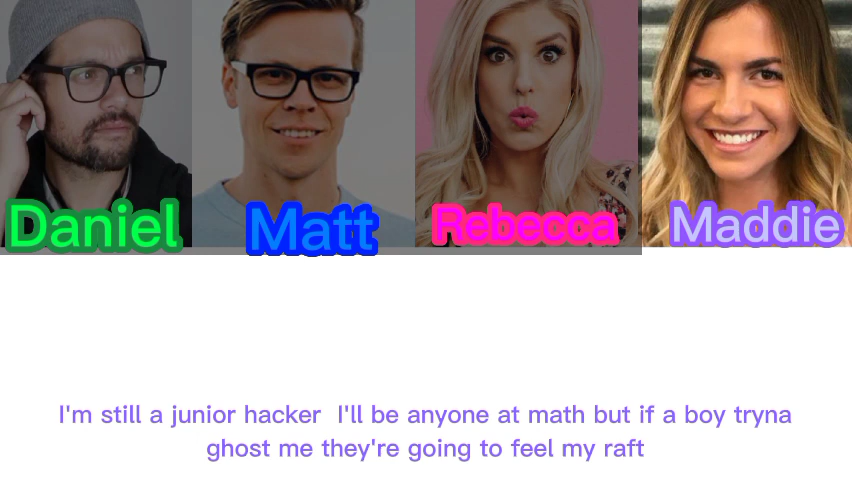 Daniel
Matt
Rebecca
Maddie
I'm still a junior hacker  I'll be anyone at math but if a boy tryna
ghost me they're going to feel my raft